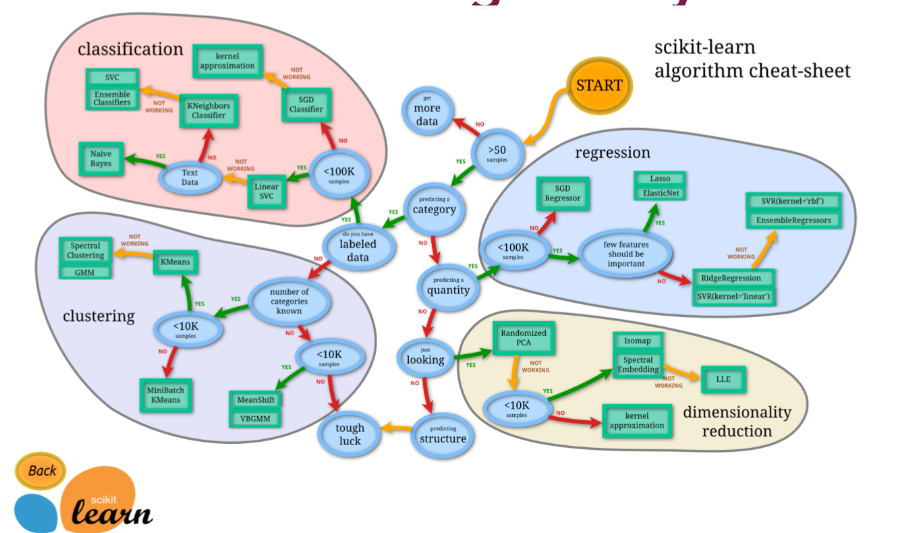 scikit-learn
algorithm cheat-sheet
START
classification
kernel
approximation
NOT
WORKING
SVC
Ensemble
Classifiers
NOT
WORKING
KNeighbors
Classifier
SGD
Classifier
NO
NO
Naive
Bayes
YES
Text
Data
NOT
WORKING
Linear
SVC
YES
<100K
samples
YES
get
more
data
NO
>50
samples
YES
predicting a
category
YES
NO
do you have
labeled
data
NO
predicting a
quantity
YES
NO
just
looking
YES
NO
predicting
structure
tough
luck
regression
SGD
Regressor
NO
<100K
samples
YES
Lasso
ElasticNet
YES
few features
should be
important
NO
SVR(kernel='rbf')
EnsembleRegressors
NOT
WORKING
RidgeRegression
SVR(kernel='linear')
clustering
Spectral
Clustering
GMM
NOT
WORKING
KMeans
YES
<10K
samples
YES
number of
categories
known
NO
NO
MiniBatch
KMeans
<10K
samples
YES
NO
MeanShift
VBGMM
dimensionality
reduction
Randomized
PCA
NOT
WORKING
<10K
samples
YES
NO
Isomap
Spectral
Embedding
NOT
WORKING
LLE
kernel
approximation
Back
scikit
learn